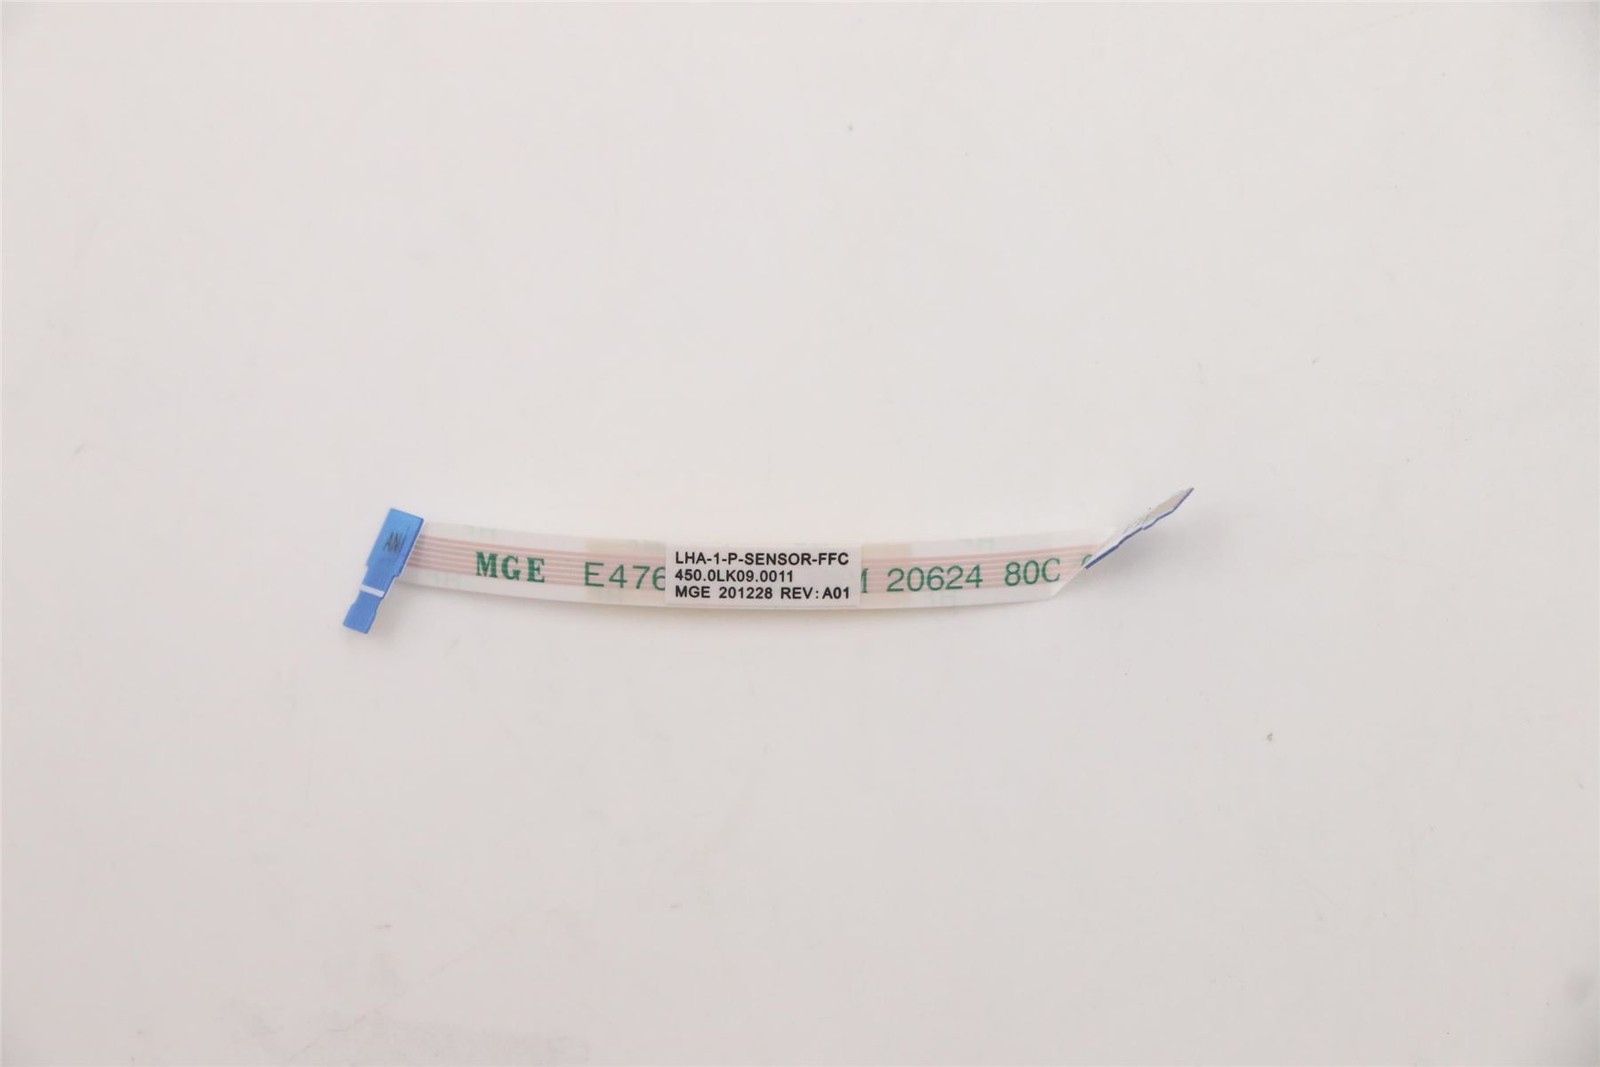 MGE E476 20624 80C
LHA-1-P-SENSOR-FFC
450.0LK09.0011
MGE 201228 REV: A01